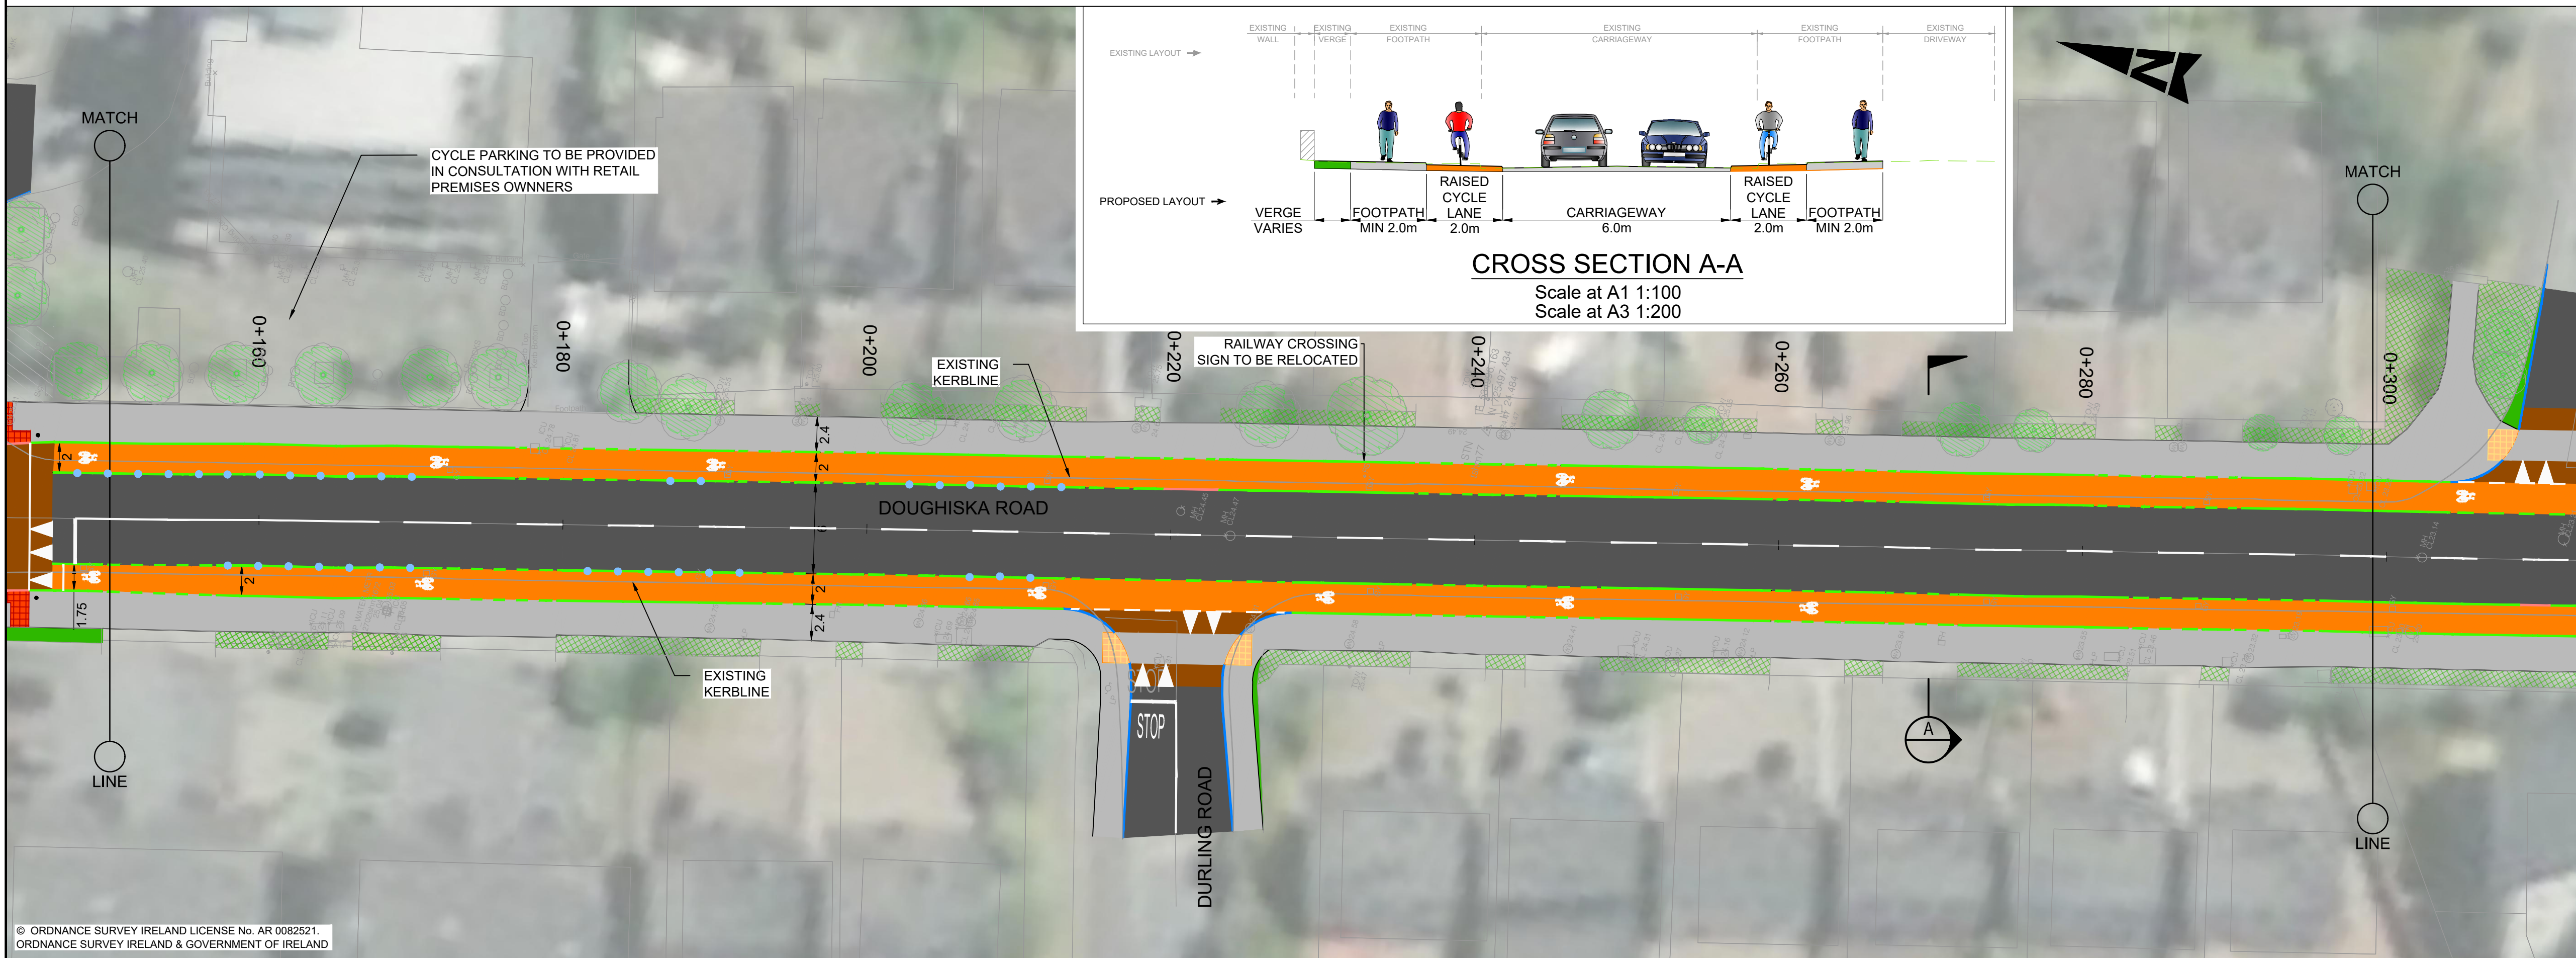 EXISTING
WALL
EXISTING
VERGE
EXISTING
FOOTPATH
EXISTING
CARRIAGEWAY
EXISTING
FOOTPATH
EXISTING
DRIVEWAY
EXISTING LAYOUT
PROPOSED LAYOUT
VERGE
VARIES
FOOTPATH
MIN 2.0m
RAISED
CYCLE
LANE
2.0m
CARRIAGEWAY
6.0m
RAISED
CYCLE
LANE
2.0m
FOOTPATH
MIN 2.0m
CROSS SECTION A-A
Scale at A1 1:100
Scale at A3 1:200
N
MATCH
MATCH
CYCLE PARKING TO BE PROVIDED
IN CONSULTATION WITH RETAIL
PREMISES OWNNERS
0+160
0+180
0+200
0+220
0+240
0+260
0+280
0+300
EXISTING
KERBLINE
RAILWAY CROSSING
SIGN TO BE RELOCATED
2.4
2
2
6
DOUGHISKA ROAD
2
2
2.4
1.75
EXISTING
KERBLINE
STOP
DURLING ROAD
A
LINE
LINE
© ORDNANCE SURVEY IRELAND LICENSE No. AR 0082521.
ORDNANCE SURVEY IRELAND & GOVERNMENT OF IRELAND